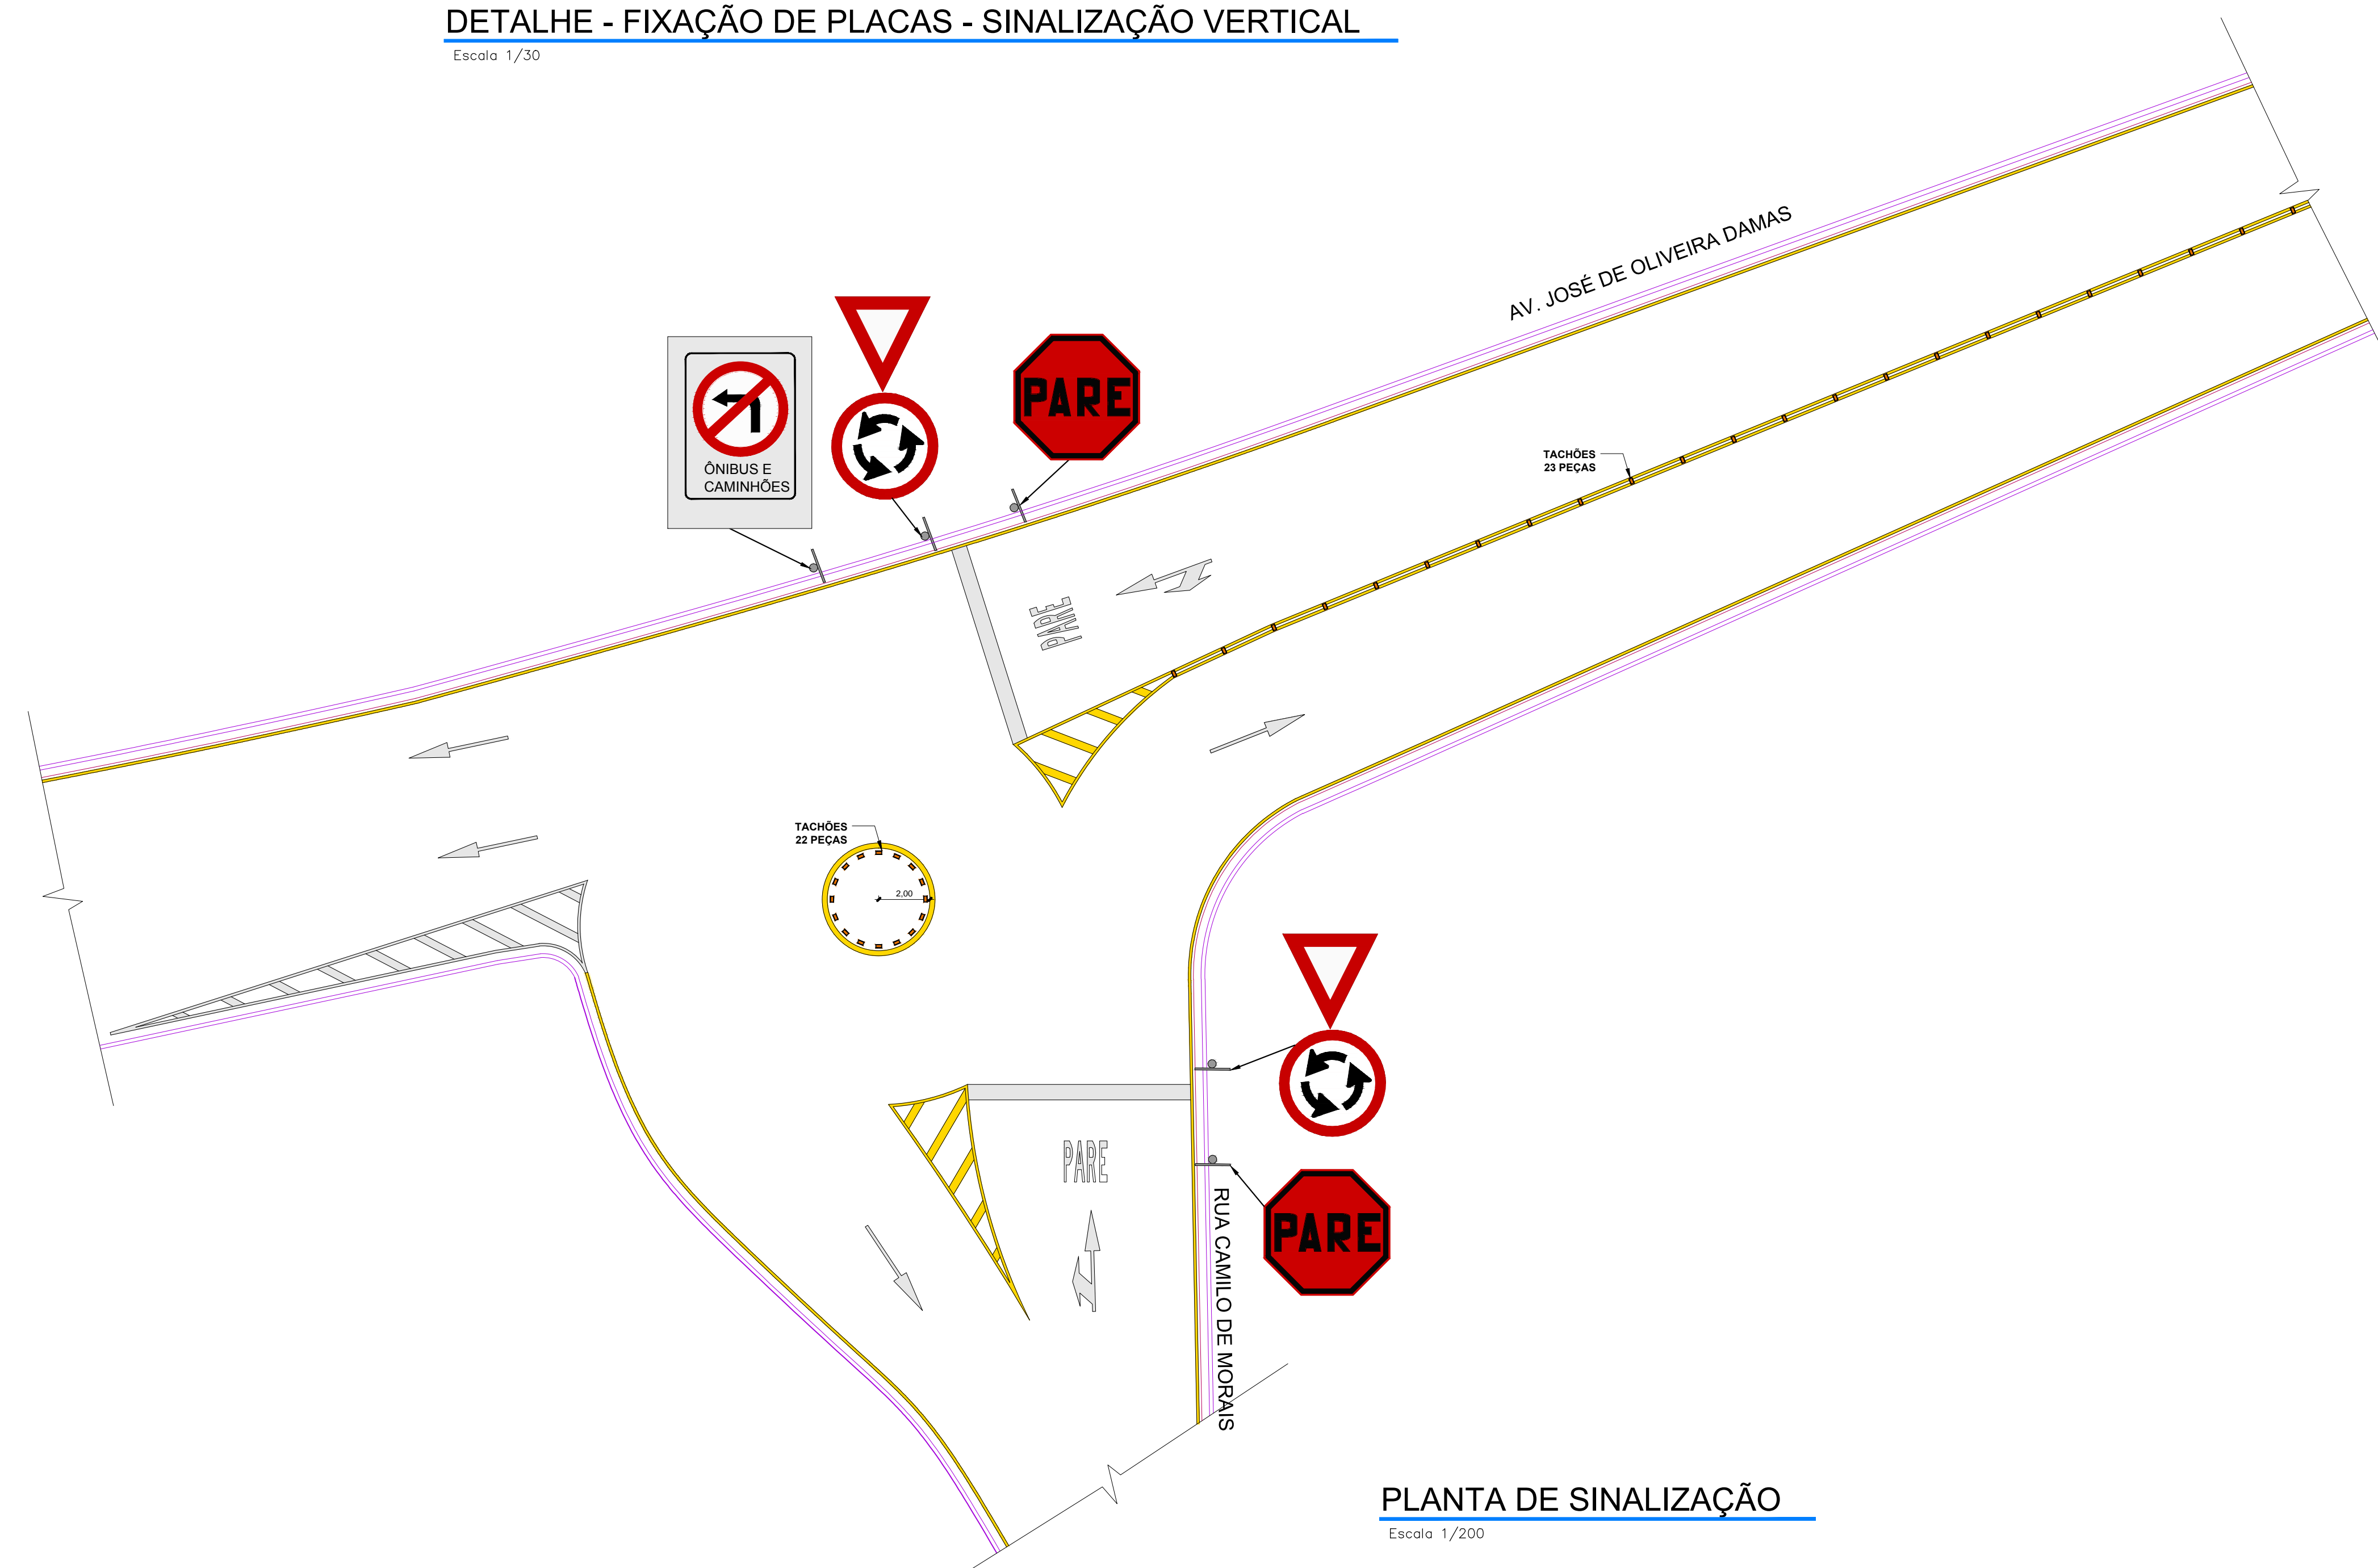 DETALHE - FIXAÇÃO DE PLACAS - SINALIZAÇÃO VERTICAL
Escala 1/30
AV. JOSÉ DE OLIVEIRA DAMAS
PARE
ÔNIBUS E
CAMINHÕES
TACHÕES
23 PEÇAS
PARE
TACHÕES
22 PEÇAS
2,00
PARE
PARE
RUA CAMILO DE MORAIS
PLANTA DE SINALIZAÇÃO
Escala 1/200